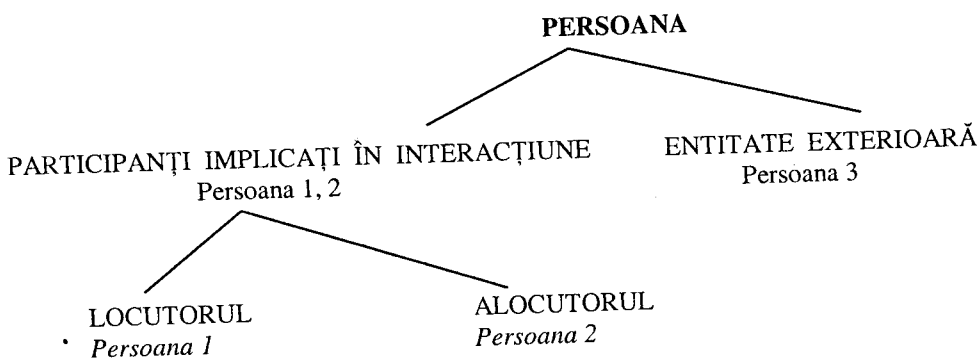 PERSOANA
PARTICIPANȚI IMPLICAȚI ÎN INTERACȚIUNE
Persoana 1, 2
ENTITATE EXTERIOARĂ
Persoana 3
LOCUTORUL
Persoana 1
ALOCUTORUL
Persoana 2